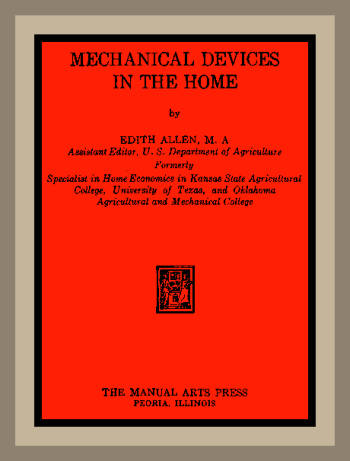 MECHANICAL DEVICES
IN THE HOME
by
EDITH ALLEN, M. A
Assistant Editor, U. S. Department of Agriculture
Formerly
Specialist in Home Economics in Kansas State Agricultural
College, University of Texas, and Oklahoma
Agricultural and Mechanical College
THE MANUAL ARTS PRESS
PEORIA, ILLINOIS